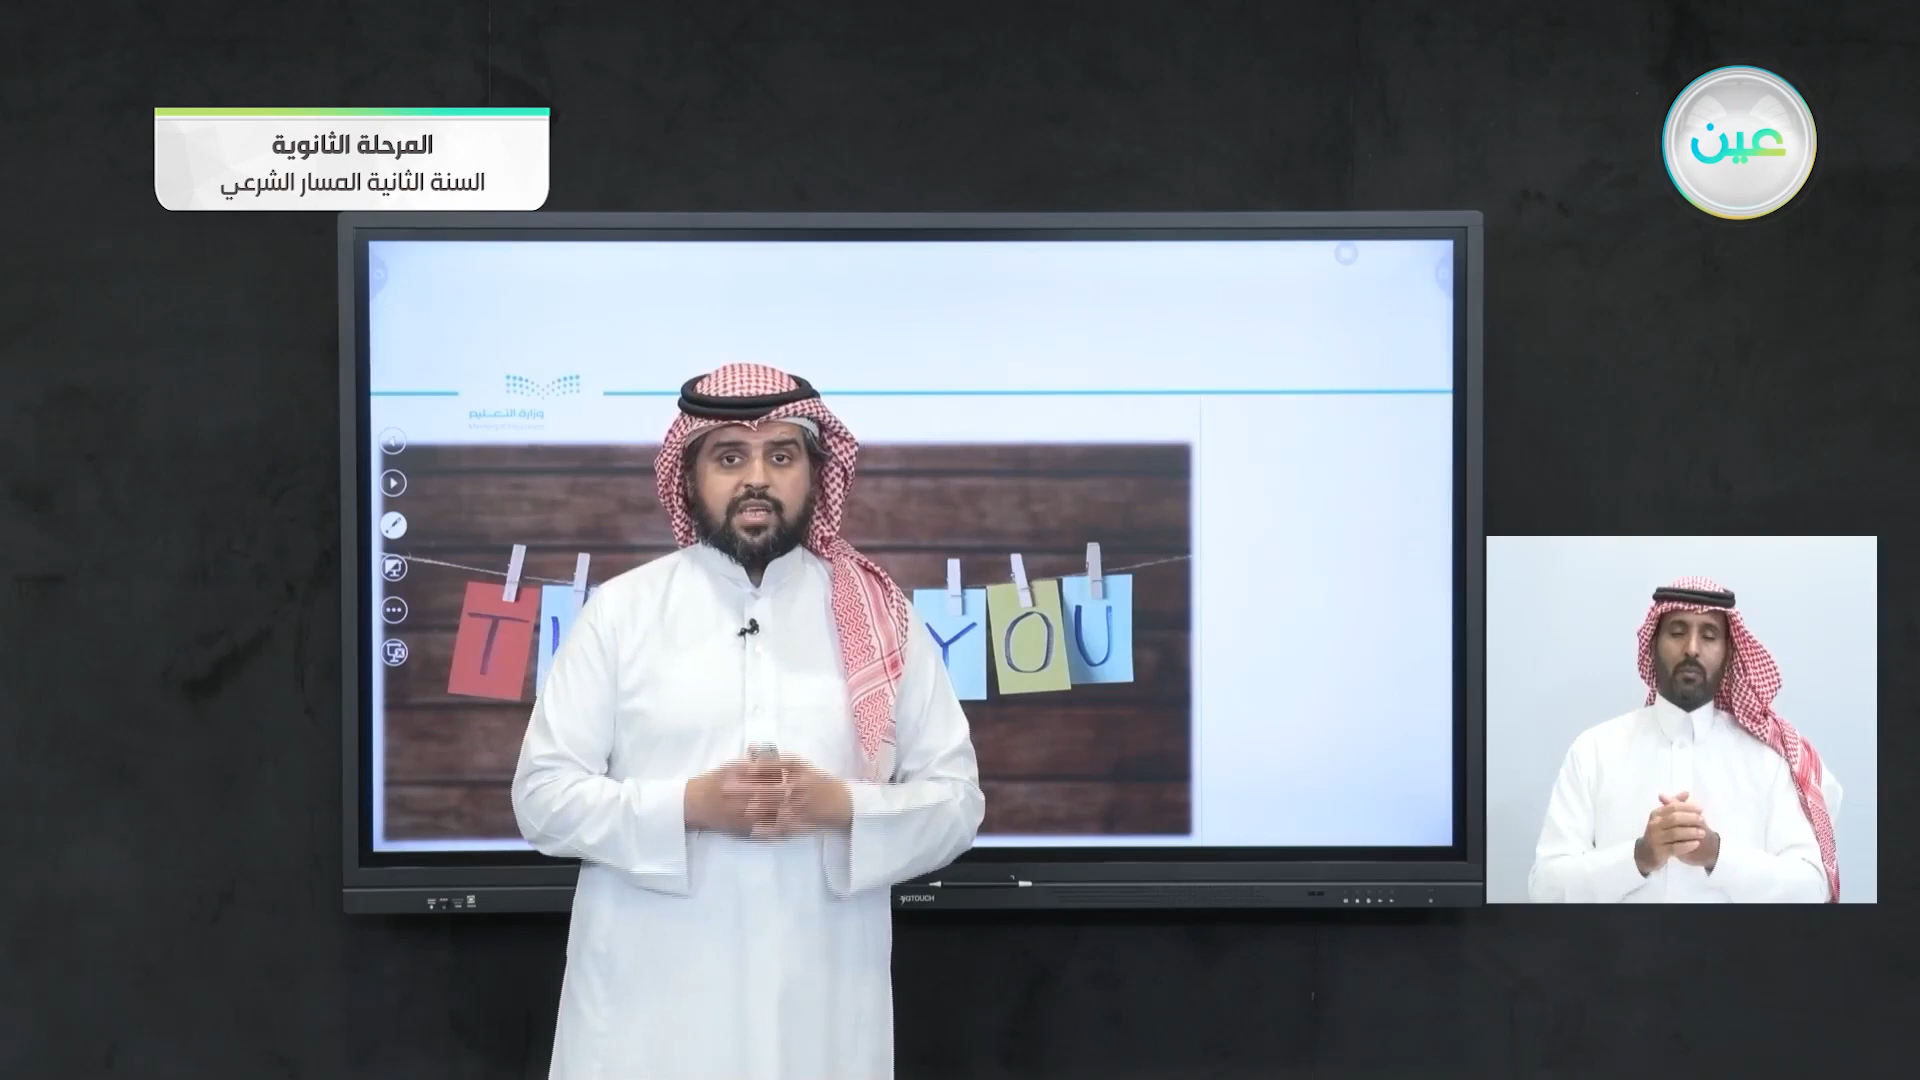 المرحلة الثانوية
السنة الثانية المسار الشرعي
عين
وزارة التعليم
T
YOU